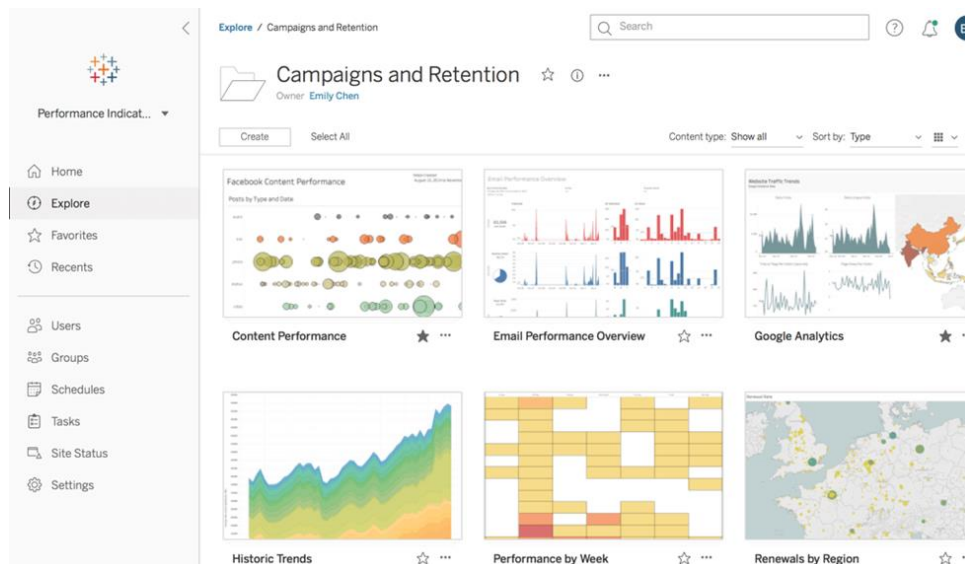 Explore / Campaigns and Retention
Search
Campaigns and Retention
Owner Emily Chen
Performance Indicat...
Create
Select All
Content type: Show all
Sort by: Type
Home
Explore
Favorites
Recents
Users
Groups
Schedules
Tasks
Site Status
Settings
Facebook Content Performance
Posts by Type and Date
Email Performance Overview
Website Traffic Trends
Content Performance
Email Performance Overview
Google Analytics
Historic Trends
Performance by Week
Renewals by Region